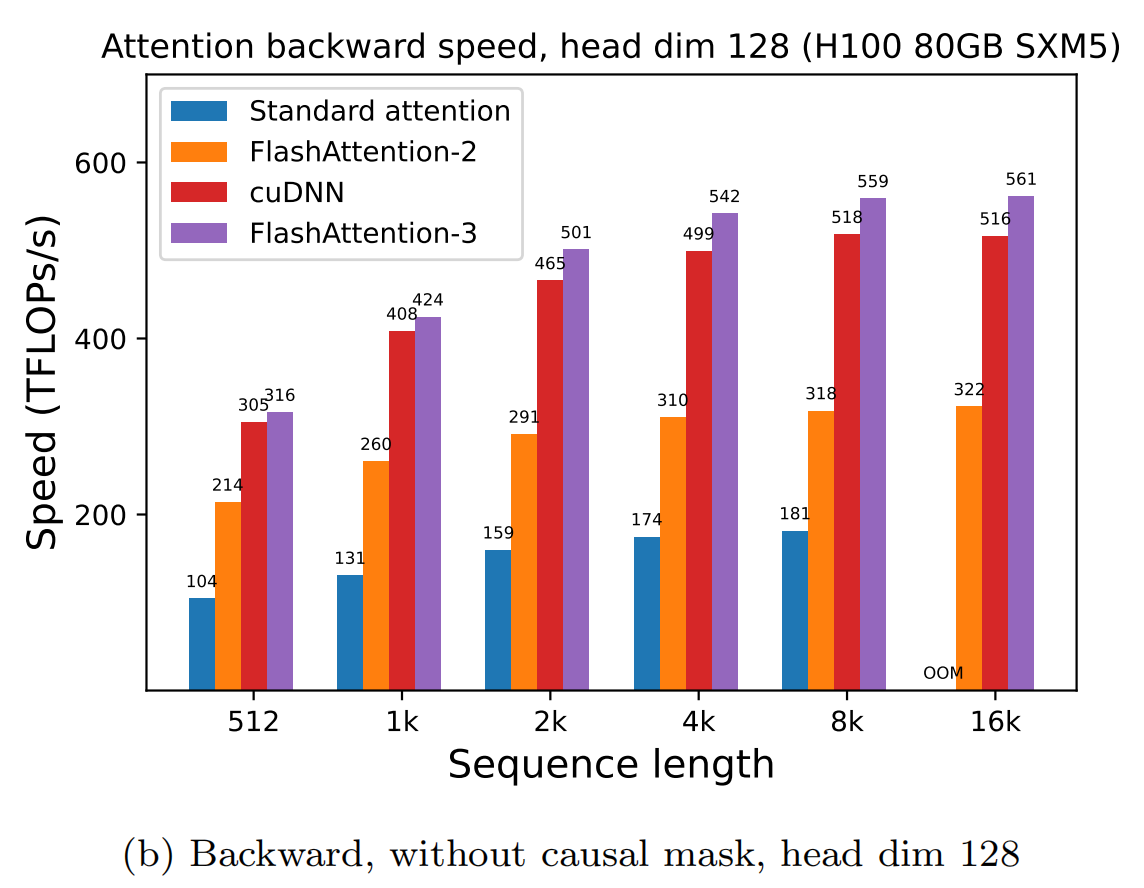 Attention backward speed, head dim 128 (H100 80GB SXM5)
Standard attention
FlashAttention-2
cuDNN
FlashAttention-3
Speed (TFLOPs/s)
600
400
200
104
214
305
316
131
260
408
424
159
291
465
501
174
310
499
542
181
318
518
559
OOM
322
516
561
512
1k
2k
4k
8k
16k
Sequence length
(b) Backward, without causal mask, head dim 128